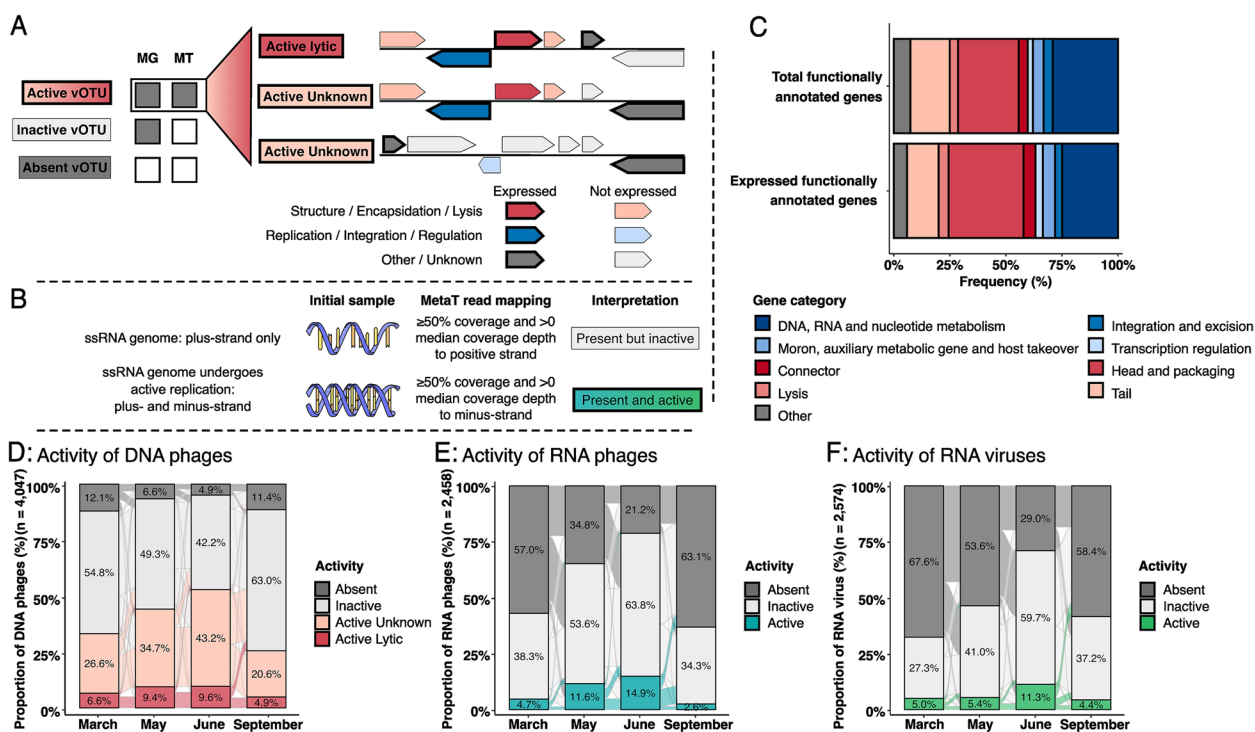 A
MG
MT
Active vOTU
Inactive vOTU
Absent vOTU
Active lytic
Active Unknown
Active Unknown
Expressed
Not expressed
Structure / Encapsidation / Lysis
Replication / Integration / Regulation
Other / Unknown
B
Initial sample
MetaT read mapping
Interpretation
ssRNA genome: plus-strand only
≥50% coverage and >0
median coverage depth
to positive strand
Present but inactive
ssRNA genome undergoes
active replication:
plus- and minus-strand
≥50% coverage and >0
median coverage depth
to minus-strand
Present and active
C
Total functionally
annotated genes
Expressed functionally
annotated genes
0%
25%
50%
75%
100%
Frequency (%)
Gene category
DNA, RNA and nucleotide metabolism
Moron, auxiliary metabolic gene and host takeover
Connector
Lysis
Other
Integration and excision
Transcription regulation
Head and packaging
Tail
D: Activity of DNA phages
Proportion of DNA phages (%) (n = 4,047)
100%
75%
50%
25%
0%
12.1%
54.8%
26.6%
6.6%
6.6%
49.3%
34.7%
9.4%
4.9%
42.2%
43.2%
9.6%
11.4%
63.0%
20.6%
4.9%
March
May
June
September
Activity
Absent
Inactive
Active Unknown
Active Lytic
E: Activity of RNA phages
Proportion of RNA phages (%) (n = 2,458)
100%
75%
50%
25%
0%
57.0%
38.3%
4.7%
34.8%
53.6%
11.6%
21.2%
63.8%
14.9%
63.1%
34.3%
2.6%
March
May
June
September
Activity
Absent
Inactive
Active
F: Activity of RNA viruses
Proportion of RNA virus (%) (n = 2,574)
100%
75%
50%
25%
0%
67.6%
27.3%
5.0%
53.6%
41.0%
5.4%
29.0%
59.7%
11.3%
58.4%
37.2%
4.4%
March
May
June
September
Activity
Absent
Inactive
Active